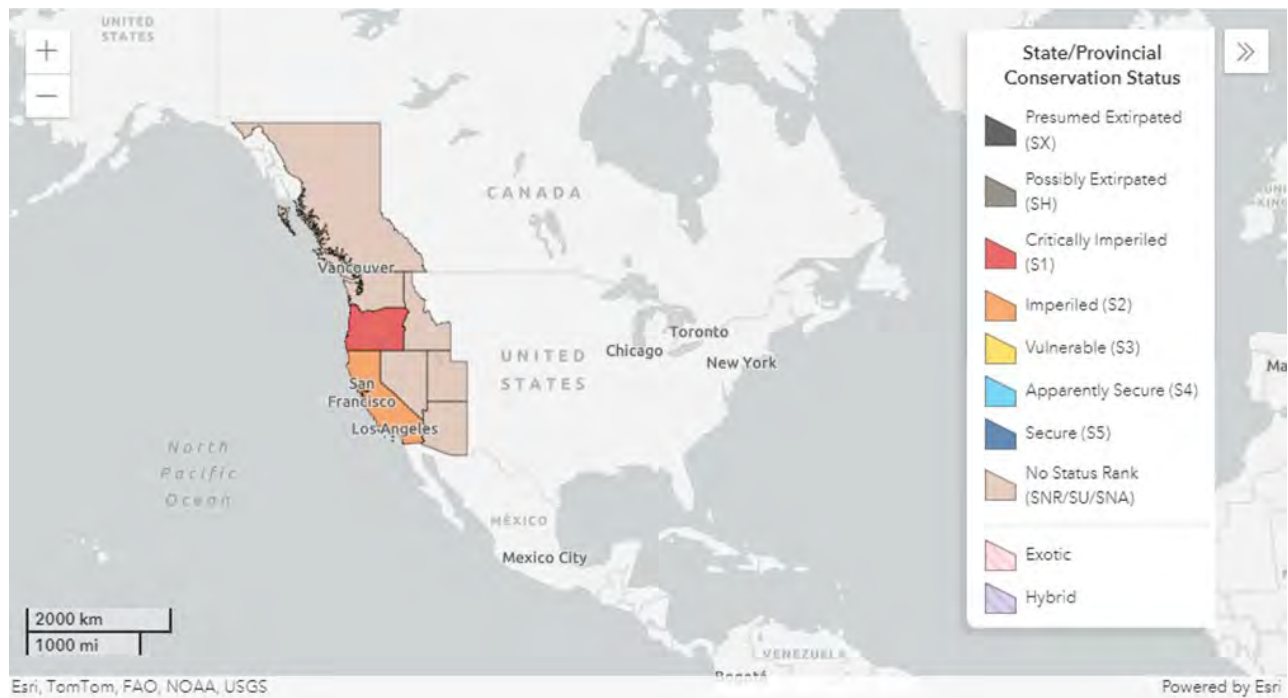 UNITED
STATES
+
−
CANADA
Vancouver
Toronto
Chicago
New York
UNITED
STATES
San
Francisco
Los Angeles
North
Pacific
Ocean
MÉXICO
Mexico City
VENEZUELA
Bogotá
State/Provincial
Conservation Status
Presumed Extirpated
(SX)
Possibly Extirpated
(SH)
Critically Imperiled
(S1)
Imperiled (S2)
Vulnerable (S3)
Apparently Secure (S4)
Secure (S5)
No Status Rank
(SNR/SU/SNA)
Exotic
Hybrid
2000 km
1000 mi
Esri, TomTom, FAO, NOAA, USGS
Powered by Esri